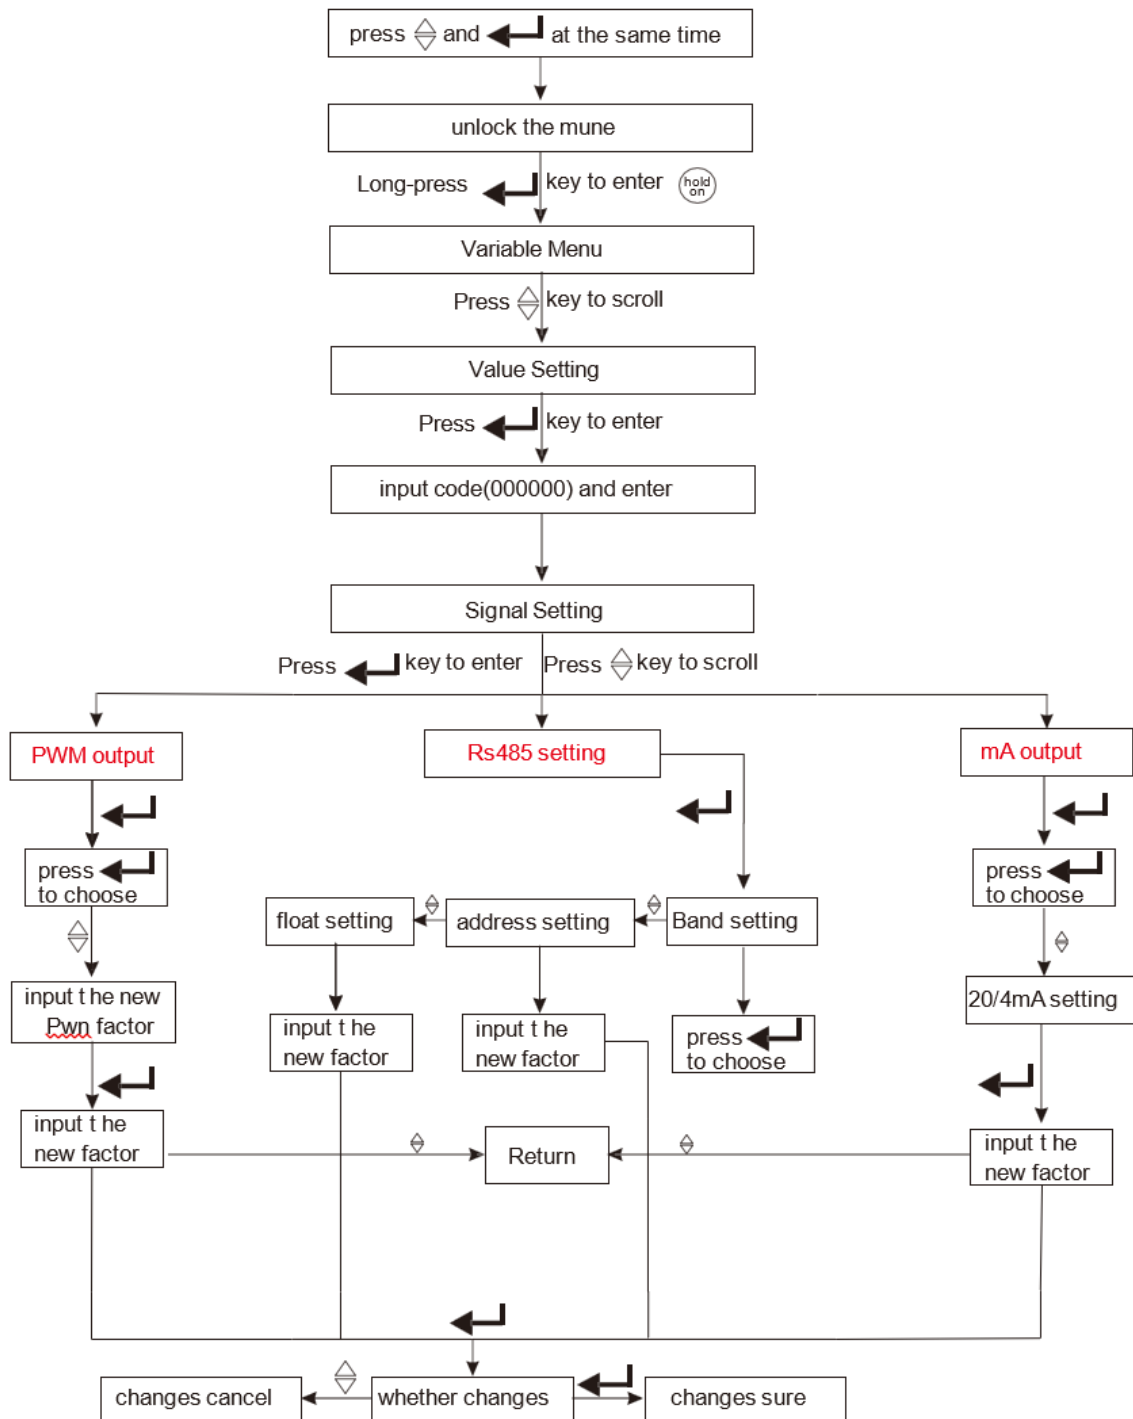 press and at the same time
unlock the mune
Long-press key to enter hold
on
Variable Menu
Press key to scroll
Value Setting
Press key to enter
input code(000000) and enter
Signal Setting
Press key to enter Press key to scroll
PWM output
Rs485 setting
mA output
press
to choose
press
to choose
float setting
address setting
Band setting
input t he new
Pwn factor
20/4mA setting
input t he
new factor
input t he
new factor
press
to choose
input t he
new factor
Return
input t he
new factor
changes cancel
whether changes
changes sure